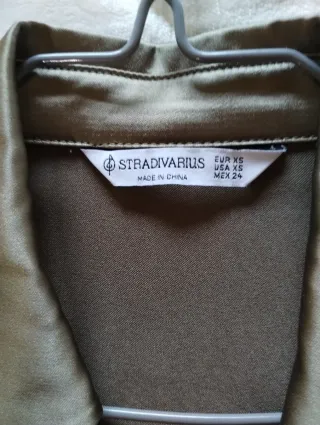 STRADIVARIUS
MADE IN CHINA
EUR XS
USA XS
MEX 24